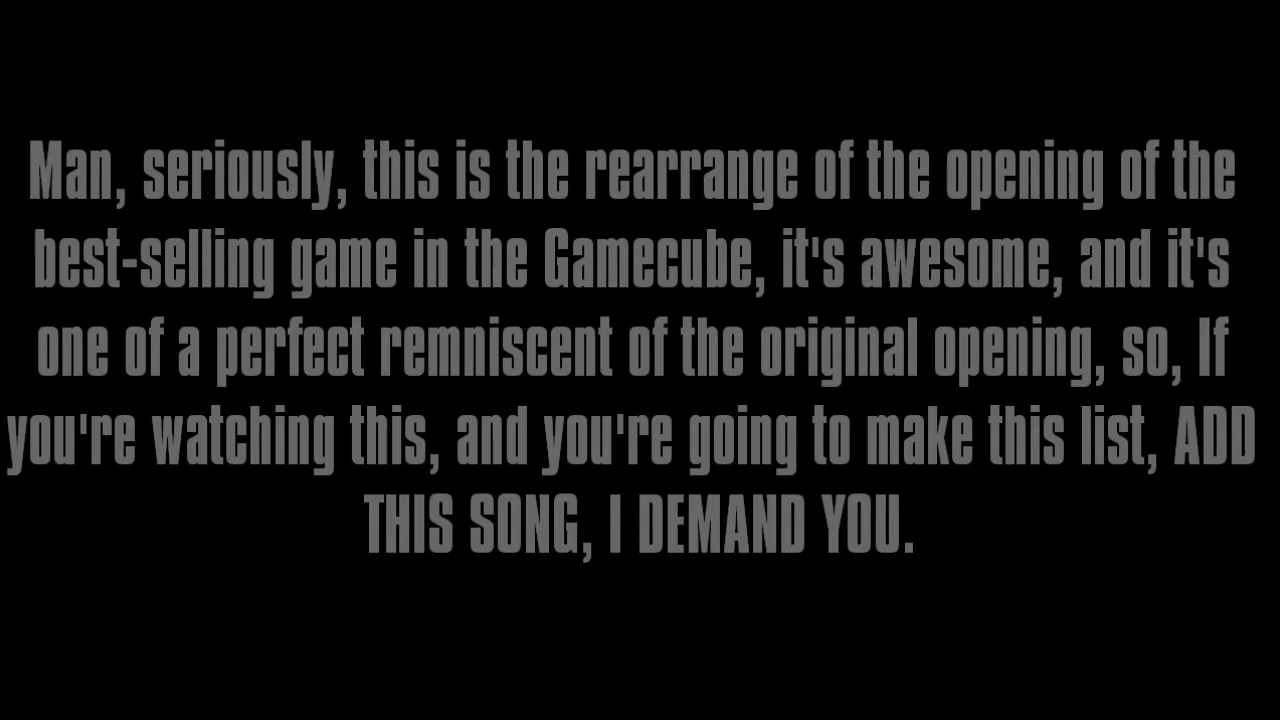 Man, seriously, this is the rearrange of the opening of the
best-selling game in the Gamecube, it's awesome, and it's
one of a perfect remniscent of the original opening, so, If
you're watching this, and you're going to make this list, ADD
THIS SONG, I DEMAND YOU.